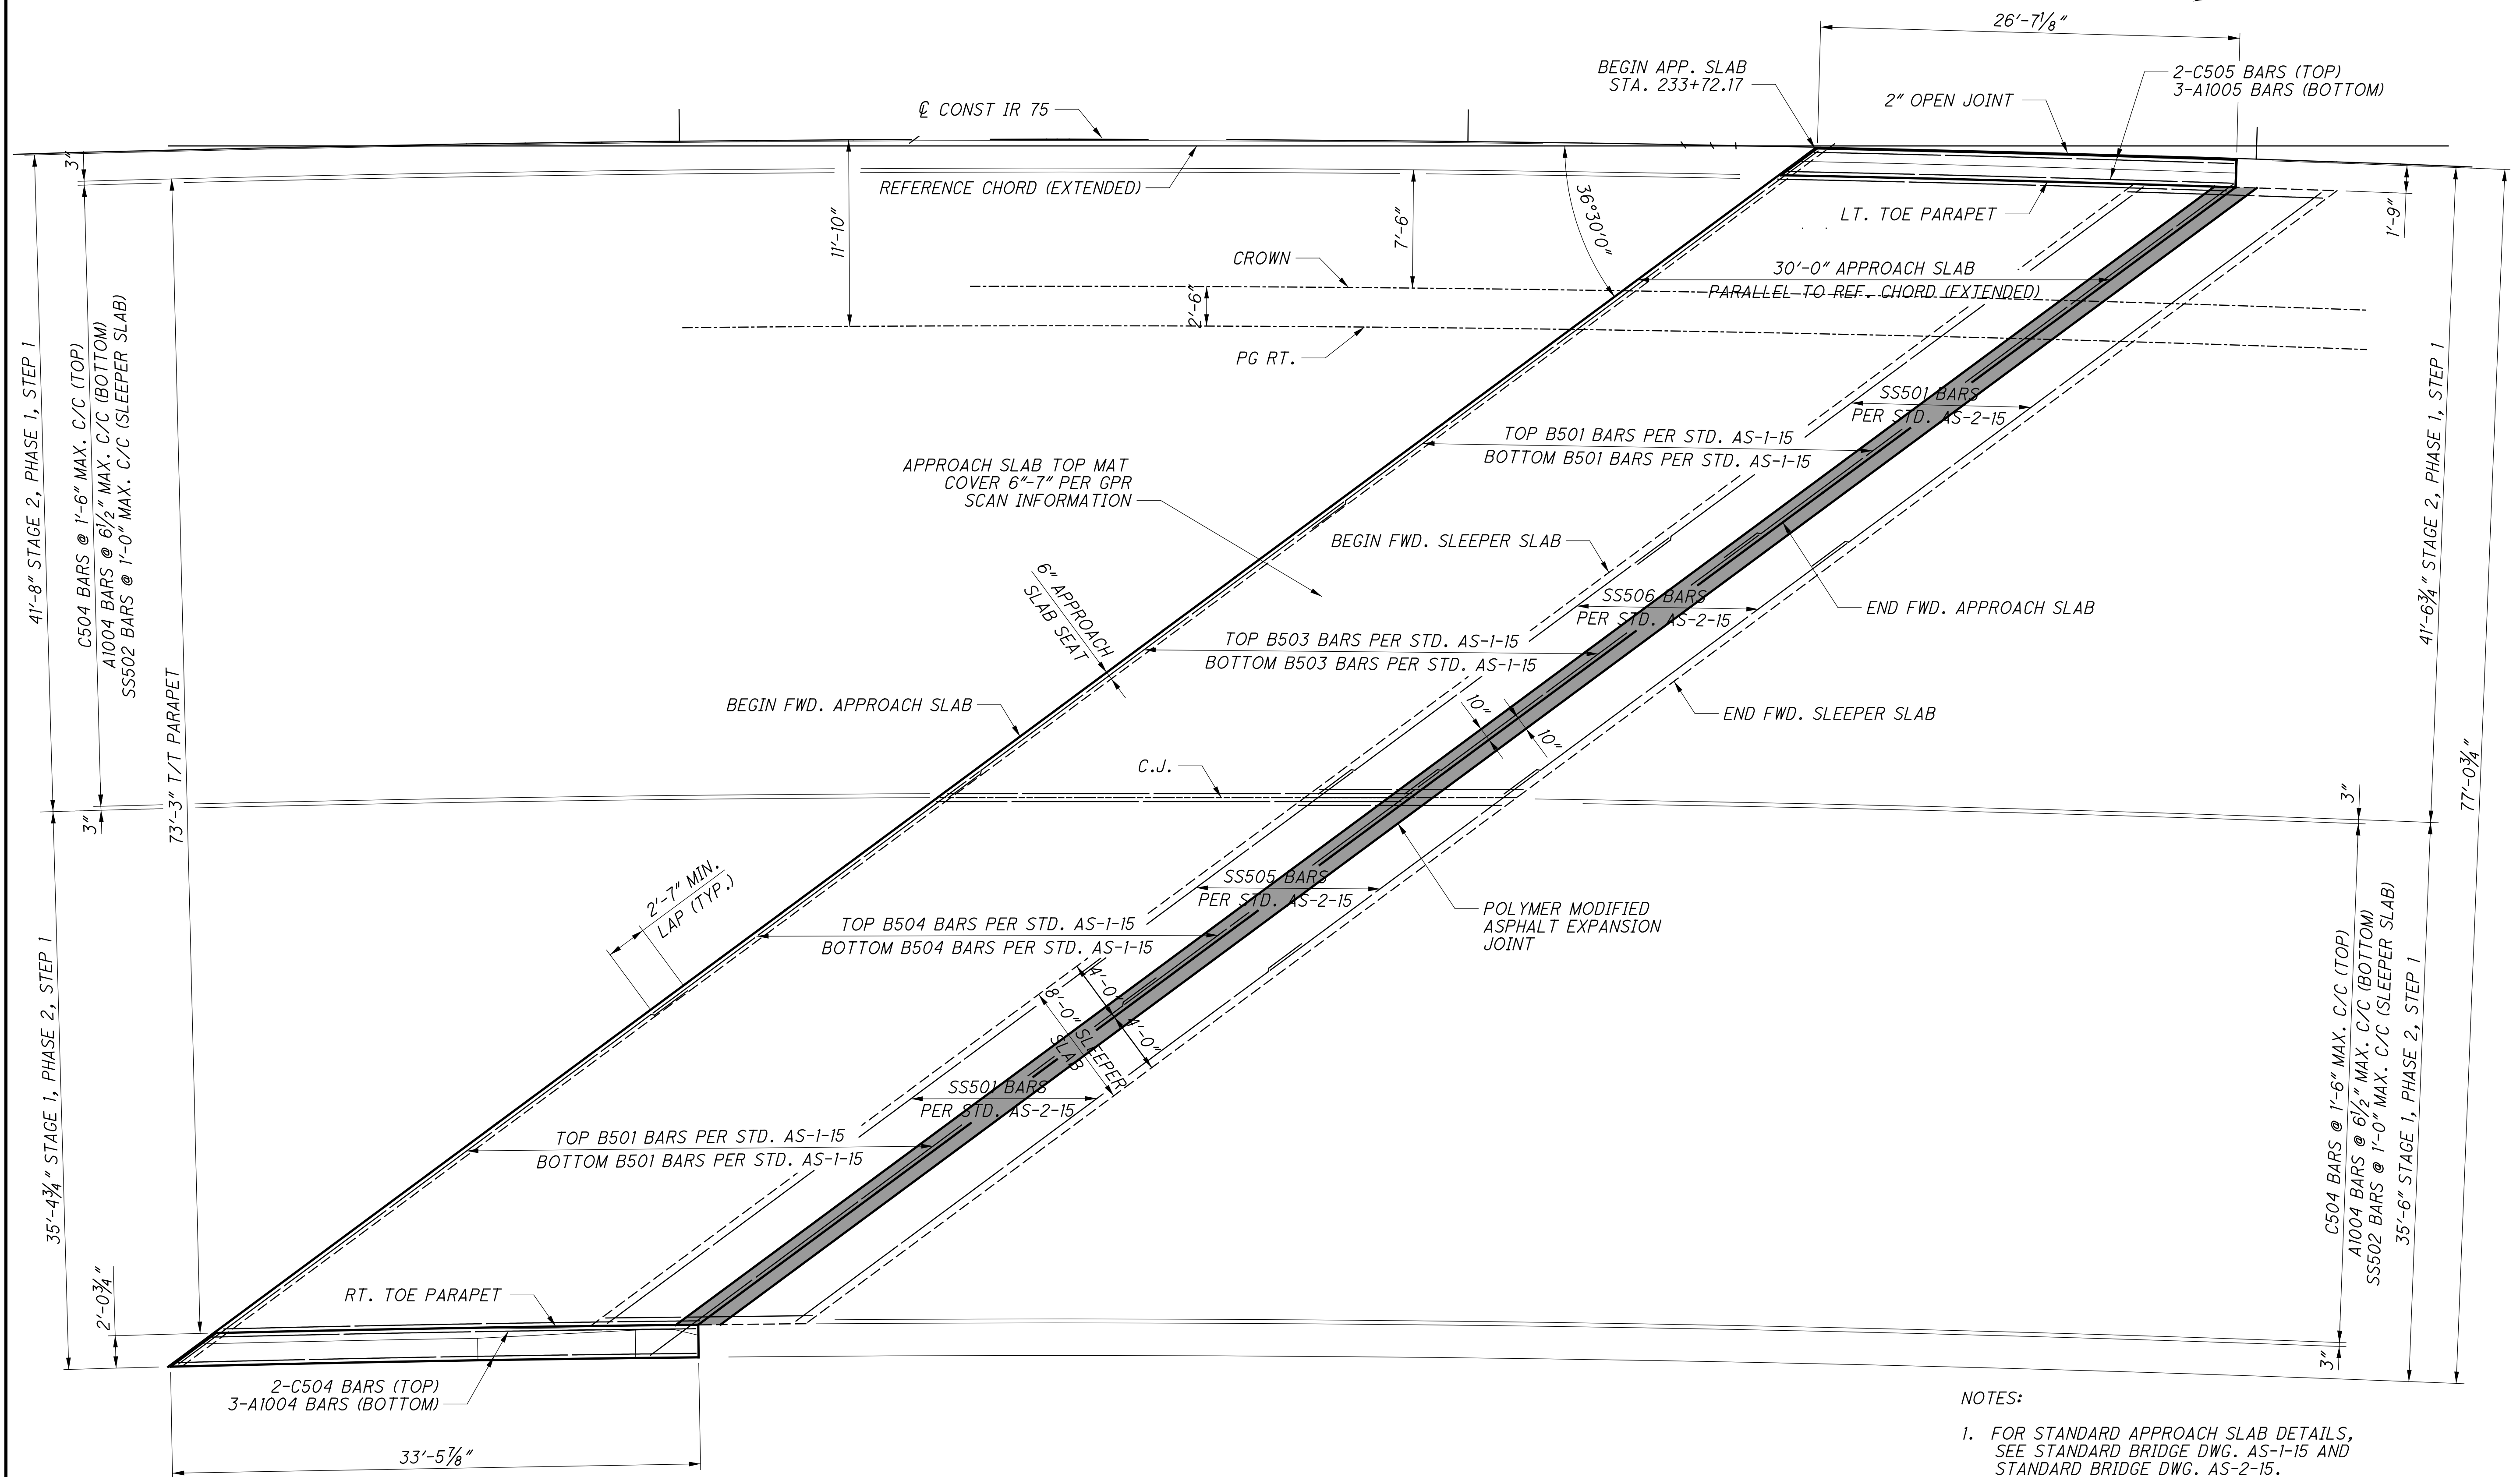 26'-7⅛"
BEGIN APP. SLAB
STA. 233+72.17
2-C505 BARS (TOP)
3-A1005 BARS (BOTTOM)
2" OPEN JOINT
℄ CONST IR 75
3"
REFERENCE CHORD (EXTENDED)
11'-10"
7'-6"
36°30'0"
LT. TOE PARAPET
1'-9"
CROWN
2'-6"
30'-0" APPROACH SLAB
PARALLEL TO REF. CHORD (EXTENDED)
PG RT.
41'-8" STAGE 2, PHASE 1, STEP 1
C504 BARS @ 1'-6" MAX. C/C (TOP)
A1004 BARS @ 6½" MAX. C/C (BOTTOM)
SS502 BARS @ 1'-0" MAX. C/C (SLEEPER SLAB)
73'-3" T/T PARAPET
SS501 BARS
PER STD. AS-2-15
41'-6¾" STAGE 2, PHASE 1, STEP 1
TOP B501 BARS PER STD. AS-1-15
BOTTOM B501 BARS PER STD. AS-1-15
APPROACH SLAB TOP MAT
COVER 6"-7" PER GPR
SCAN INFORMATION
BEGIN FWD. SLEEPER SLAB
6" APPROACH
SLAB SEAT
SS506 BARS
PER STD. AS-2-15
END FWD. APPROACH SLAB
TOP B503 BARS PER STD. AS-1-15
BOTTOM B503 BARS PER STD. AS-1-15
BEGIN FWD. APPROACH SLAB
10"
10"
END FWD. SLEEPER SLAB
77'-0¾"
C.J.
3"
3"
2'-7" MIN.
LAP (TYP.)
SS505 BARS
PER STD. AS-2-15
TOP B504 BARS PER STD. AS-1-15
BOTTOM B504 BARS PER STD. AS-1-15
POLYMER MODIFIED
ASPHALT EXPANSION
JOINT
4'-0"
4'-0"
8'-0" SLEEPER
SLAB
35'-4¾" STAGE 1, PHASE 2, STEP 1
C504 BARS @ 1'-6" MAX. C/C (TOP)
A1004 BARS @ 6½" MAX. C/C (BOTTOM)
SS502 BARS @ 1'-0" MAX. C/C (SLEEPER SLAB)
35'-6" STAGE 1, PHASE 2, STEP 1
SS501 BARS
PER STD. AS-2-15
TOP B501 BARS PER STD. AS-1-15
BOTTOM B501 BARS PER STD. AS-1-15
2'-0¾"
RT. TOE PARAPET
3"
2-C504 BARS (TOP)
3-A1004 BARS (BOTTOM)
33'-5⅞"
NOTES:
1. FOR STANDARD APPROACH SLAB DETAILS,
SEE STANDARD BRIDGE DWG. AS-1-15 AND
STANDARD BRIDGE DWG. AS-2-15.